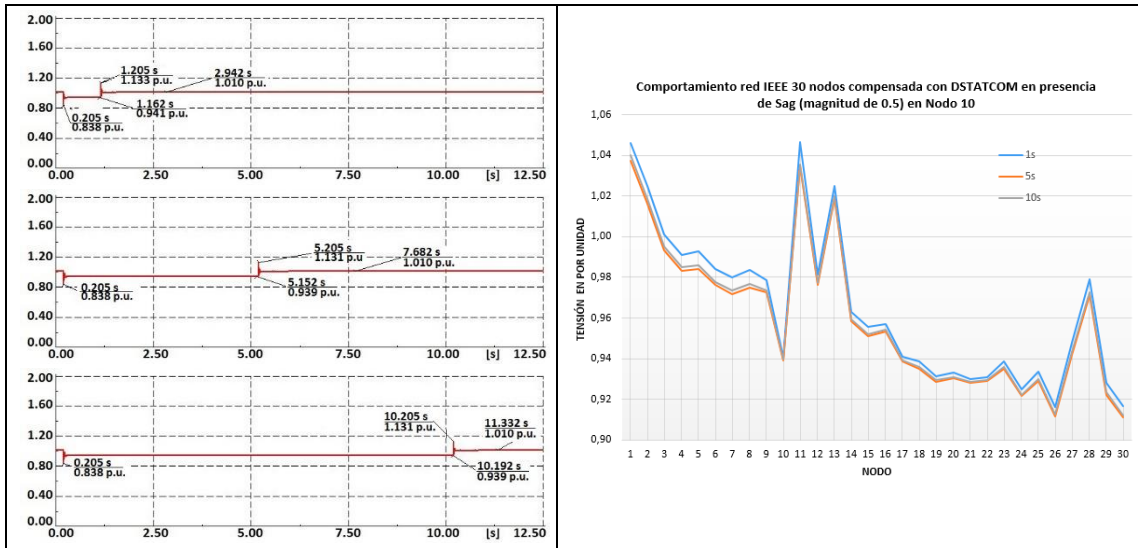 2.00
1.60
1.20
0.80
0.40
0.00
1.205 s
1.133 p.u.
2.942 s
1.010 p.u.
1.162 s
0.941 p.u.
0.205 s
0.838 p.u.
0.00 2.50 5.00 7.50 10.00 [s] 12.50
2.00
1.60
1.20
0.80
0.40
0.00
5.205 s
1.131 p.u.
7.682 s
1.010 p.u.
5.152 s
0.939 p.u.
0.205 s
0.838 p.u.
0.00 2.50 5.00 7.50 10.00 [s] 12.50
2.00
1.60
1.20
0.80
0.40
0.00
10.205 s
1.131 p.u.
11.332 s
1.010 p.u.
10.192 s
0.939 p.u.
0.205 s
0.838 p.u.
0.00 2.50 5.00 7.50 10.00 [s] 12.50
Comportamiento red IEEE 30 nodos compensada con DSTATCOM en presencia
de Sag (magnitud de 0.5) en Nodo 10
1,06
1,04
1,02
1,00
0,98
0,96
0,94
0,92
0,90
TENSIÓN EN POR UNIDAD
1s
5s
10s
1 2 3 4 5 6 7 8 9 10 11 12 13 14 15 16 17 18 19 20 21 22 23 24 25 26 27 28 29 30
NODO